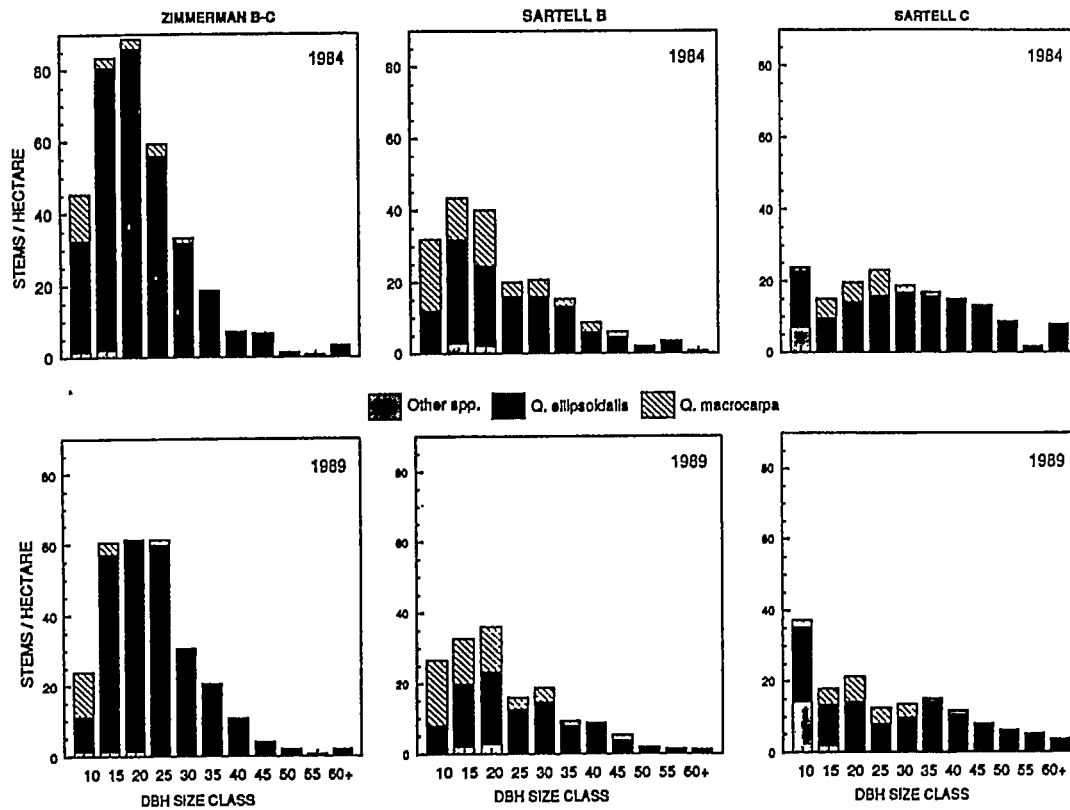 ZIMMERMAN B-C
SARTELL B
SARTELL C
1984
1984
1984
STEMS / HECTARE
80
60
40
20
0
80
60
40
20
0
80
60
40
20
0
Other spp.
Q. ellipsoidalis
Q. macrocarpa
1989
1989
1989
STEMS / HECTARE
80
60
40
20
0
80
60
40
20
0
80
60
40
20
0
10 15 20 25 30 35 40 45 50 55 60+
10 15 20 25 30 35 40 45 50 55 60+
10 15 20 25 30 35 40 45 50 55 60+
DBH SIZE CLASS
DBH SIZE CLASS
DBH SIZE CLASS